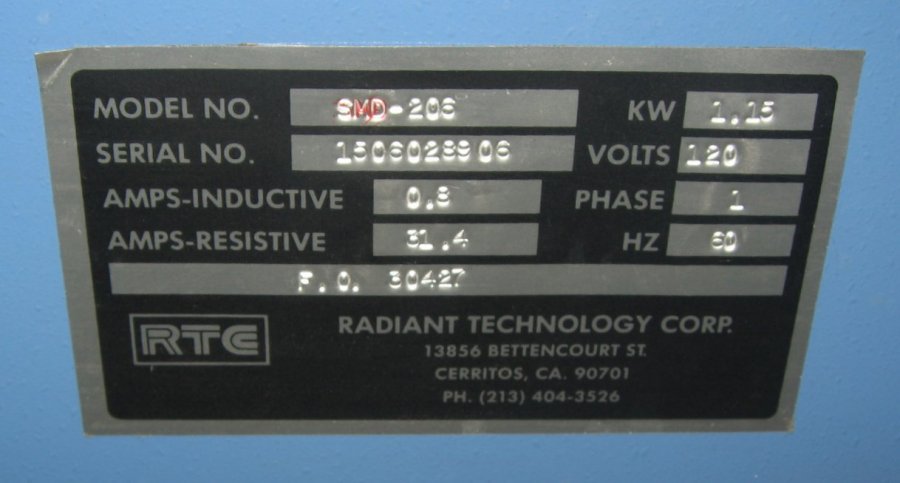 MODEL NO. SMD-206 KW 1.15
SERIAL NO. 1506028906 VOLTS 120
AMPS-INDUCTIVE 0.8 PHASE 1
AMPS-RESISTIVE 31.4 HZ 60
F.O. 30427
RTC RADIANT TECHNOLOGY CORP.
13856 BETTENCOURT ST.
CERRITOS, CA. 90701
PH. (213) 404-3526